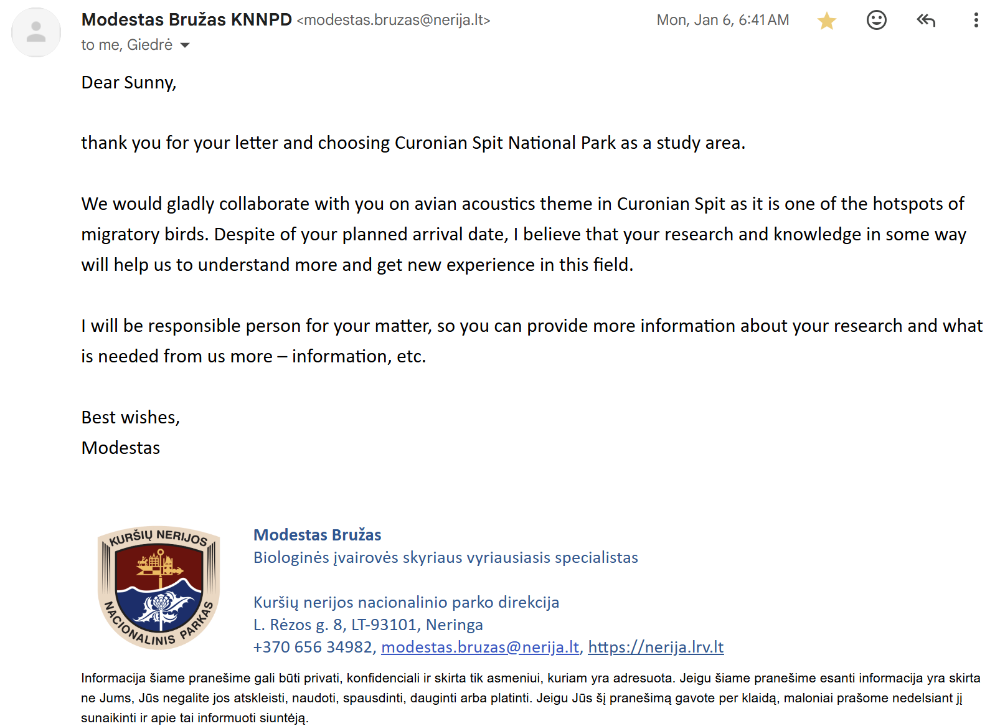 Modestas Bružas KNNPD <modestas.bruzas@nerija.lt> Mon, Jan 6, 6:41 AM
to me, Giedrė
Dear Sunny,
thank you for your letter and choosing Curonian Spit National Park as a study area.
We would gladly collaborate with you on avian acoustics theme in Curonian Spit as it is one of the hotspots of
migratory birds. Despite of your planned arrival date, I believe that your research and knowledge in some way
will help us to understand more and get new experience in this field.
I will be responsible person for your matter, so you can provide more information about your research and what
is needed from us more – information, etc.
Best wishes,
Modestas
KURŠIŲ NERIJOS
NACIONALINIS PARKAS
Modestas Bružas
Biologinės įvairovės skyriaus vyriausiasis specialistas
Kuršių nerijos nacionalinio parko direkcija
L. Rėzos g. 8, LT-93101, Neringa
+370 656 34982, modestas.bruzas@nerija.lt, https://nerija.lrv.lt
Informacija šiame pranešime gali būti privati, konfidenciali ir skirta tik asmeniui, kuriam yra adresuota. Jeigu šiame pranešime esanti informacija yra skirta
ne Jums, Jūs negalite jos atskleisti, naudoti, spausdinti, dauginti arba platinti. Jeigu Jūs šį pranešimą gavote per klaidą, maloniai prašome nedelsiant jį
sunaikinti ir apie tai informuoti siuntėją.